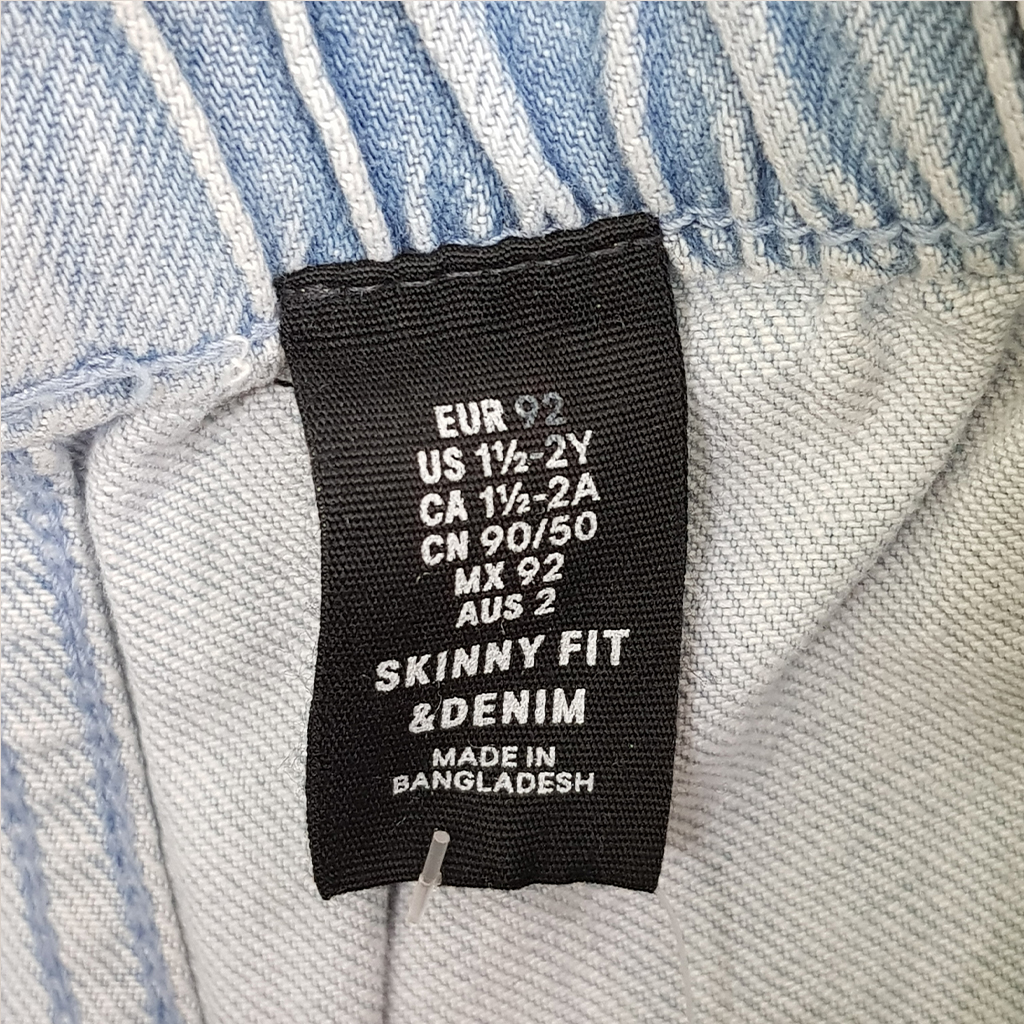 EUR 92
US 1½-2Y
CA 1½-2A
CN 90/50
MX 92
AUS 2
SKINNY FIT
&DENIM
MADE IN
BANGLADESH